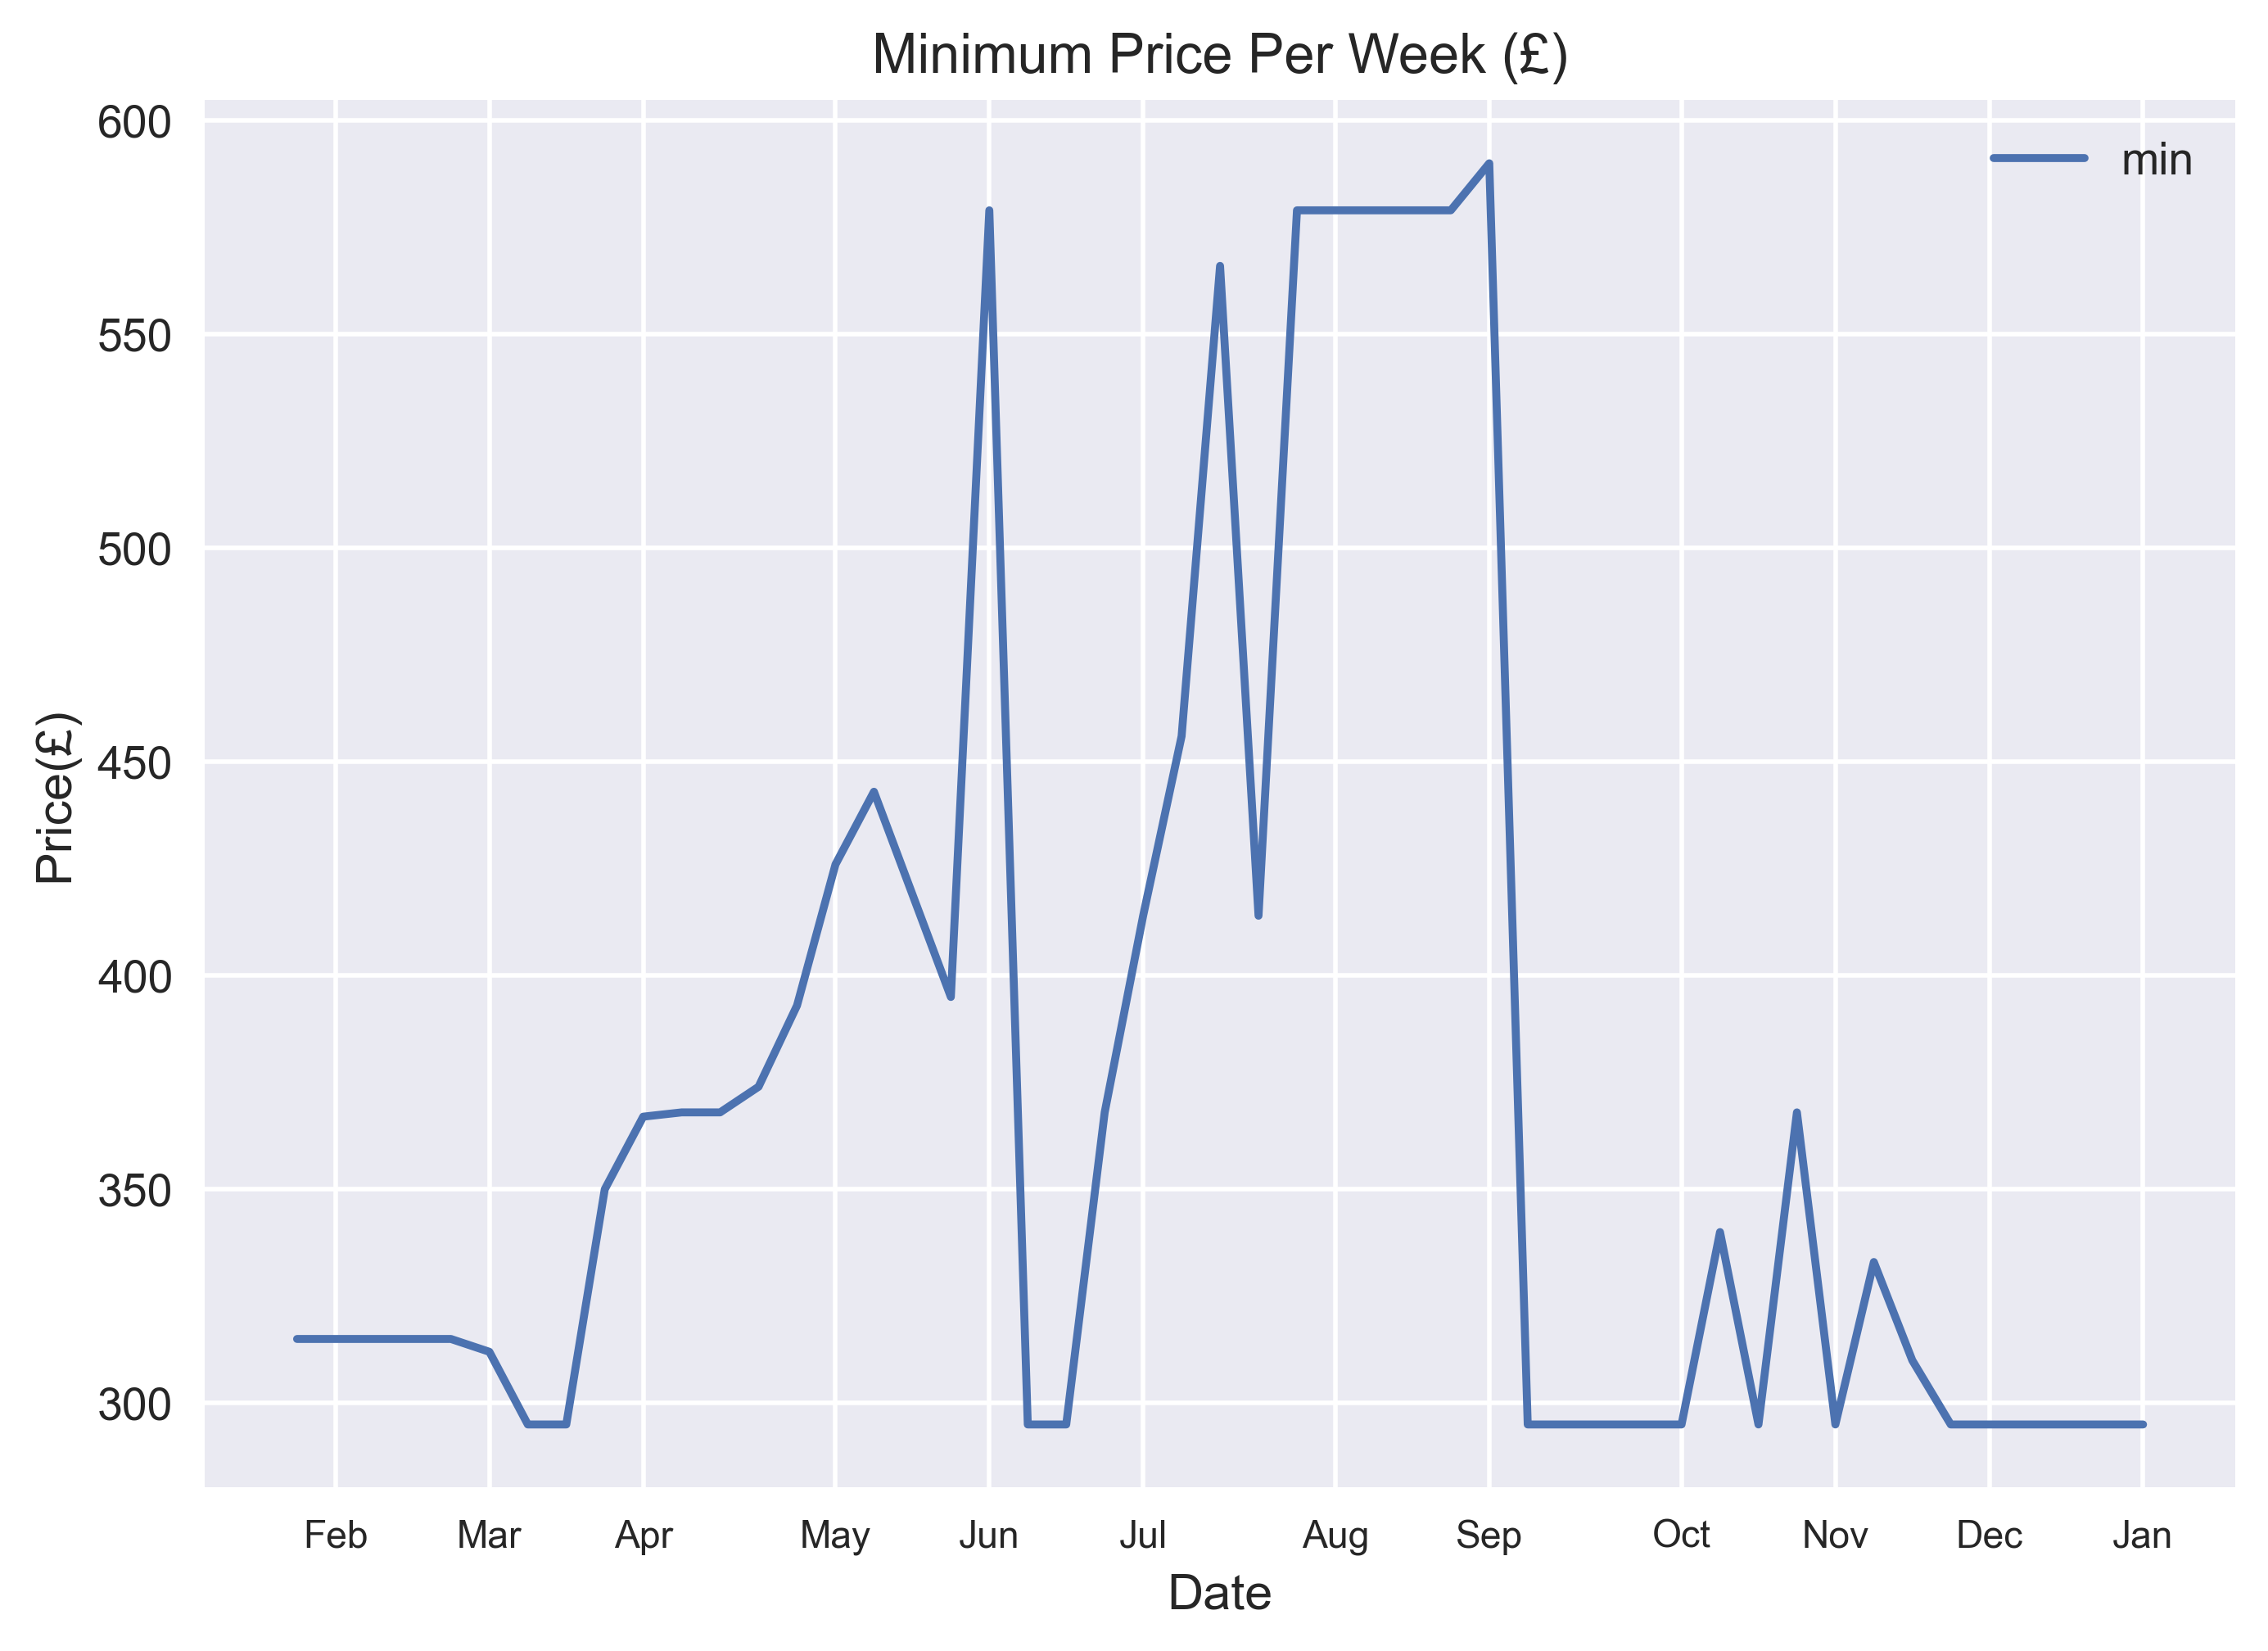 Minimum Price Per Week (£)
min
600
550
500
450
400
350
300
Price(£)
Feb Mar Apr May Jun Jul Aug Sep Oct Nov Dec Jan
Date